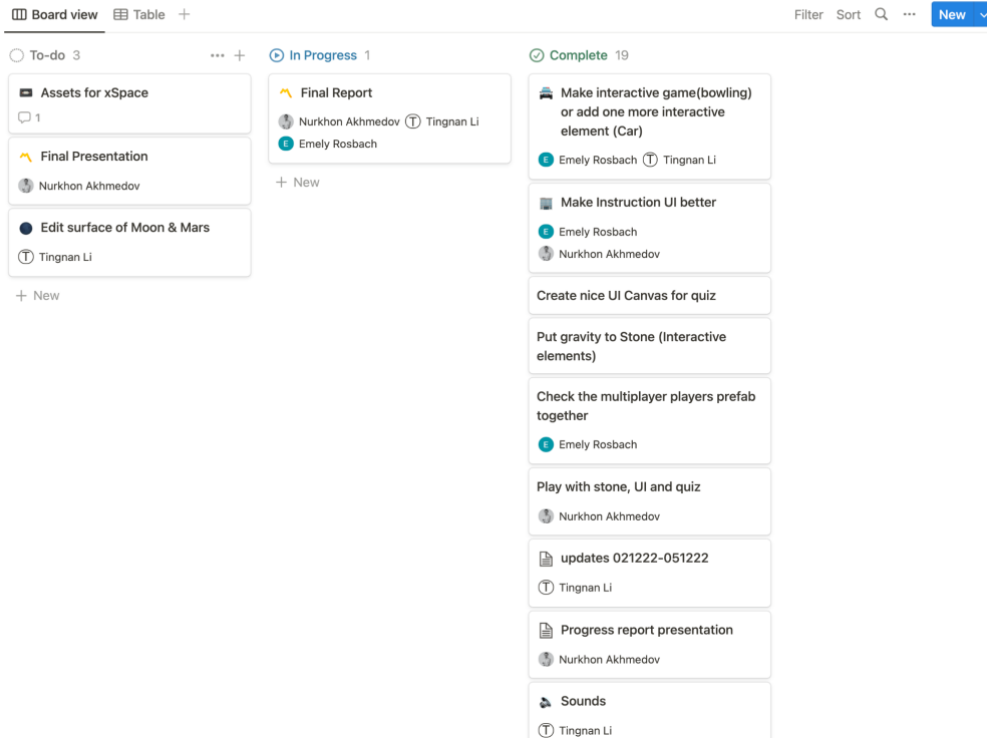 Board view Table
Filter Sort New
To-do 3
Assets for xSpace
1
Final Presentation
Nurkhon Akhmedov
Edit surface of Moon & Mars
T Tingnan Li
+ New
In Progress 1
Final Report
Nurkhon Akhmedov T Tingnan Li
E Emely Rosbach
+ New
Complete 19
Make interactive game(bowling)
or add one more interactive
element (Car)
E Emely Rosbach T Tingnan Li
Make Instruction UI better
E Emely Rosbach
Nurkhon Akhmedov
Create nice UI Canvas for quiz
Put gravity to Stone (Interactive
elements)
Check the multiplayer players prefab
together
E Emely Rosbach
Play with stone, UI and quiz
Nurkhon Akhmedov
updates 021222-051222
T Tingnan Li
Progress report presentation
Nurkhon Akhmedov
Sounds
T Tingnan Li